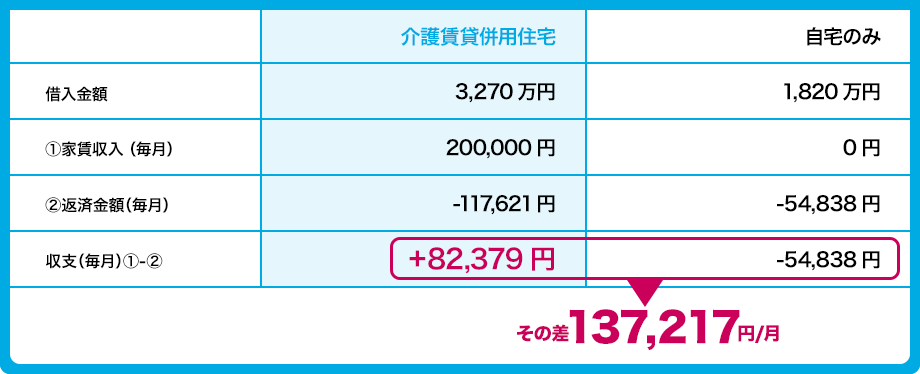 介護賃貸併用住宅 自宅のみ
借入金額 3,270 万円 1,820 万円
①家賃収入 (毎月) 200,000 円 0 円
②返済金額(毎月) -117,621 円 -54,838 円
収支(毎月)①-② +82,379 円 -54,838 円
その差137,217円/月